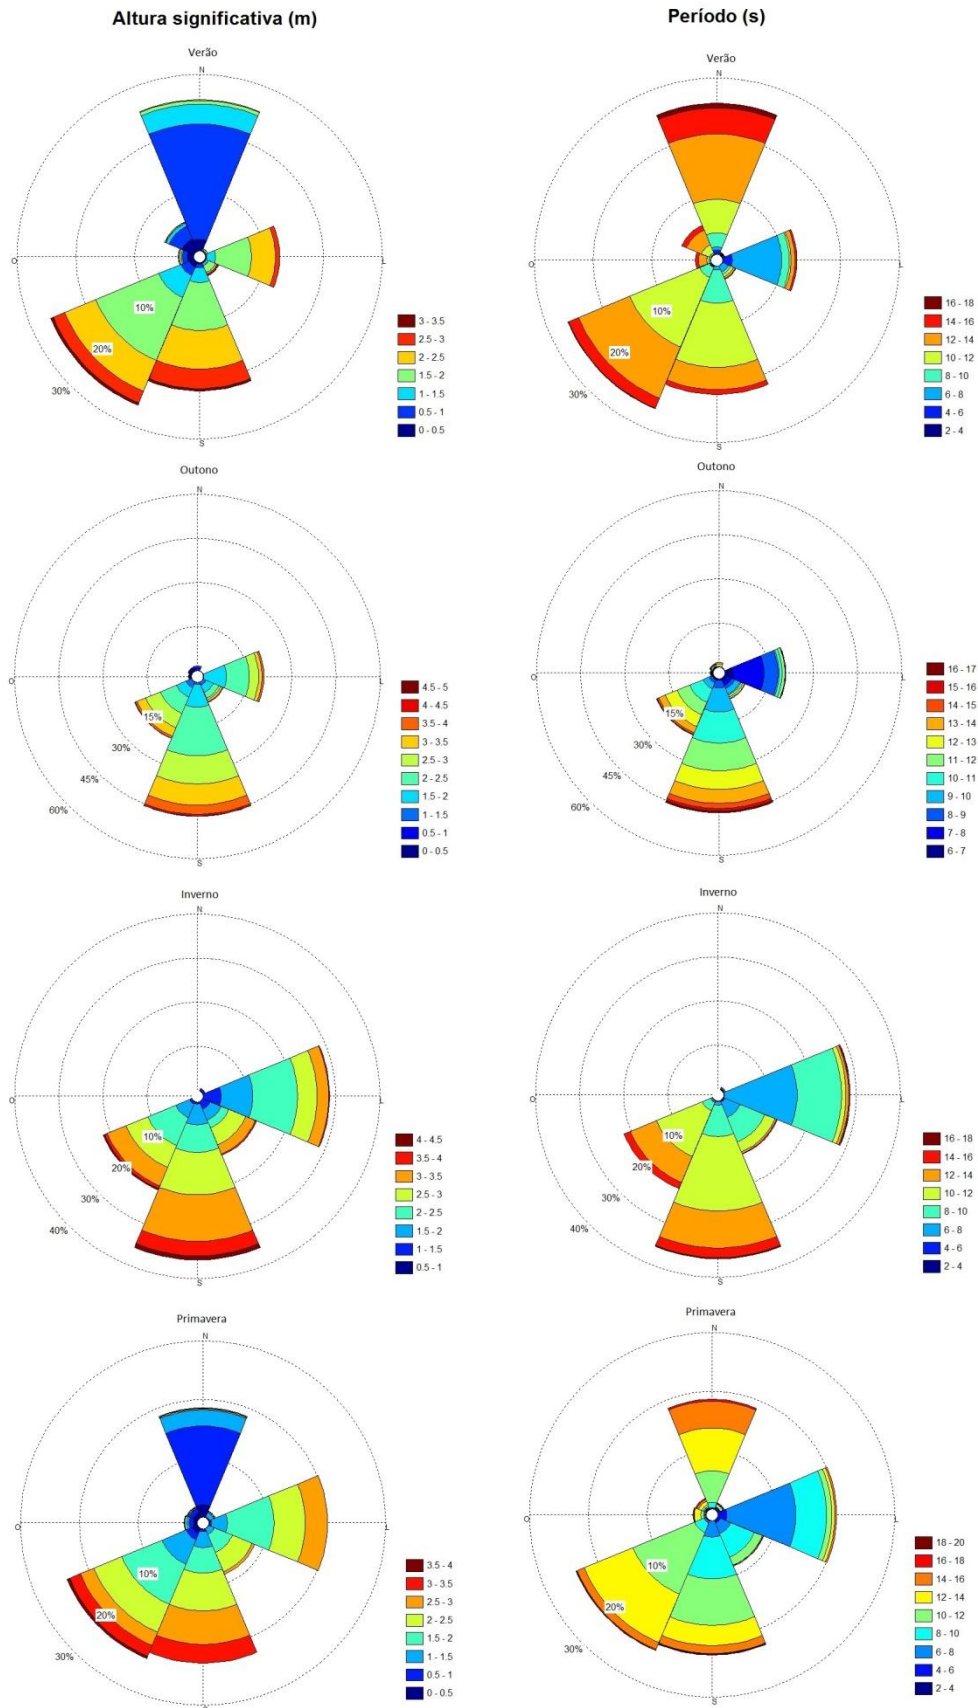 Altura significativa (m)
Período (s)
Verão
N
O
L
S
10%
20%
30%
3 - 3.5
2.5 - 3
2 - 2.5
1.5 - 2
1 - 1.5
0.5 - 1
0 - 0.5
Verão
N
O
L
S
10%
20%
30%
16 - 18
14 - 16
12 - 14
10 - 12
8 - 10
6 - 8
4 - 6
2 - 4
Outono
N
O
L
S
15%
30%
45%
60%
4.5 - 5
4 - 4.5
3.5 - 4
3 - 3.5
2.5 - 3
2 - 2.5
1.5 - 2
1 - 1.5
0.5 - 1
0 - 0.5
Outono
N
O
L
S
15%
30%
45%
60%
16 - 17
15 - 16
14 - 15
13 - 14
12 - 13
11 - 12
10 - 11
9 - 10
8 - 9
7 - 8
6 - 7
Inverno
N
O
L
S
10%
20%
30%
40%
4 - 4.5
3.5 - 4
3 - 3.5
2.5 - 3
2 - 2.5
1.5 - 2
1 - 1.5
0.5 - 1
Inverno
N
O
L
S
10%
20%
30%
40%
16 - 18
14 - 16
12 - 14
10 - 12
8 - 10
6 - 8
4 - 6
2 - 4
Primavera
N
O
L
10%
20%
30%
3.5 - 4
3 - 3.5
2.5 - 3
2 - 2.5
1.5 - 2
1 - 1.5
0.5 - 1
0 - 0.5
Primavera
N
O
L
S
10%
20%
30%
18 - 20
16 - 18
14 - 16
12 - 14
10 - 12
8 - 10
6 - 8
4 - 6
2 - 4